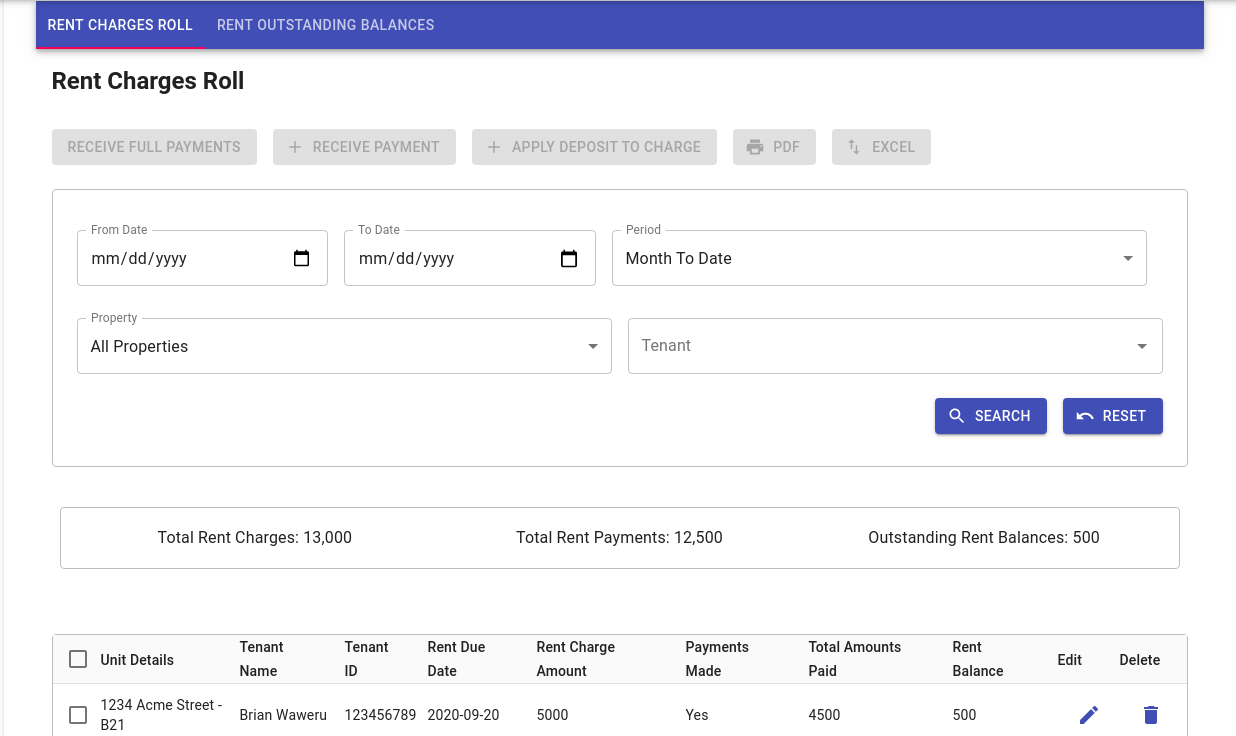 RENT CHARGES ROLL RENT OUTSTANDING BALANCES
Rent Charges Roll
RECEIVE FULL PAYMENTS + RECEIVE PAYMENT + APPLY DEPOSIT TO CHARGE PDF EXCEL
From Date To Date Period
mm/dd/yyyy mm/dd/yyyy Month To Date
Property
All Properties Tenant
SEARCH RESET
Total Rent Charges: 13,000 Total Rent Payments: 12,500 Outstanding Rent Balances: 500
Unit Details Tenant Name Tenant ID Rent Due Date Rent Charge Amount Payments Made Total Amounts Paid Rent Balance Edit Delete
1234 Acme Street - B21 Brian Waweru 123456789 2020-09-20 5000 Yes 4500 500